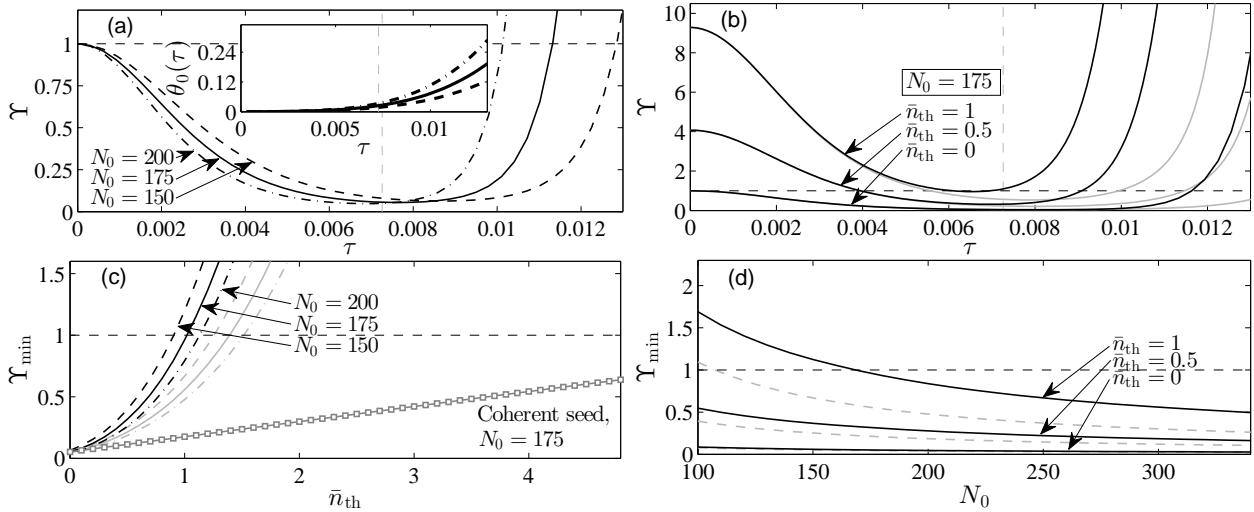 (a)
1
0.75
0.5
0.25
0
Υ
0 0.002 0.004 0.006 0.008 0.01 0.012
τ
N₀ = 200
N₀ = 175
N₀ = 150
θ₀(τ)
0.24
0.12
0
0 0.005 0.01
τ
(b)
10
8
6
4
2
0
Υ
0 0.002 0.004 0.006 0.008 0.01 0.012
τ
N₀ = 175
n̄th = 1
n̄th = 0.5
n̄th = 0
(c)
1.5
1
0.5
0
Υmin
0 1 2 3 4
n̄th
N₀ = 200
N₀ = 175
N₀ = 150
Coherent seed,
N₀ = 175
(d)
2
1.5
1
0.5
0
Υmin
100 150 200 250 300
N₀
n̄th = 1
n̄th = 0.5
n̄th = 0